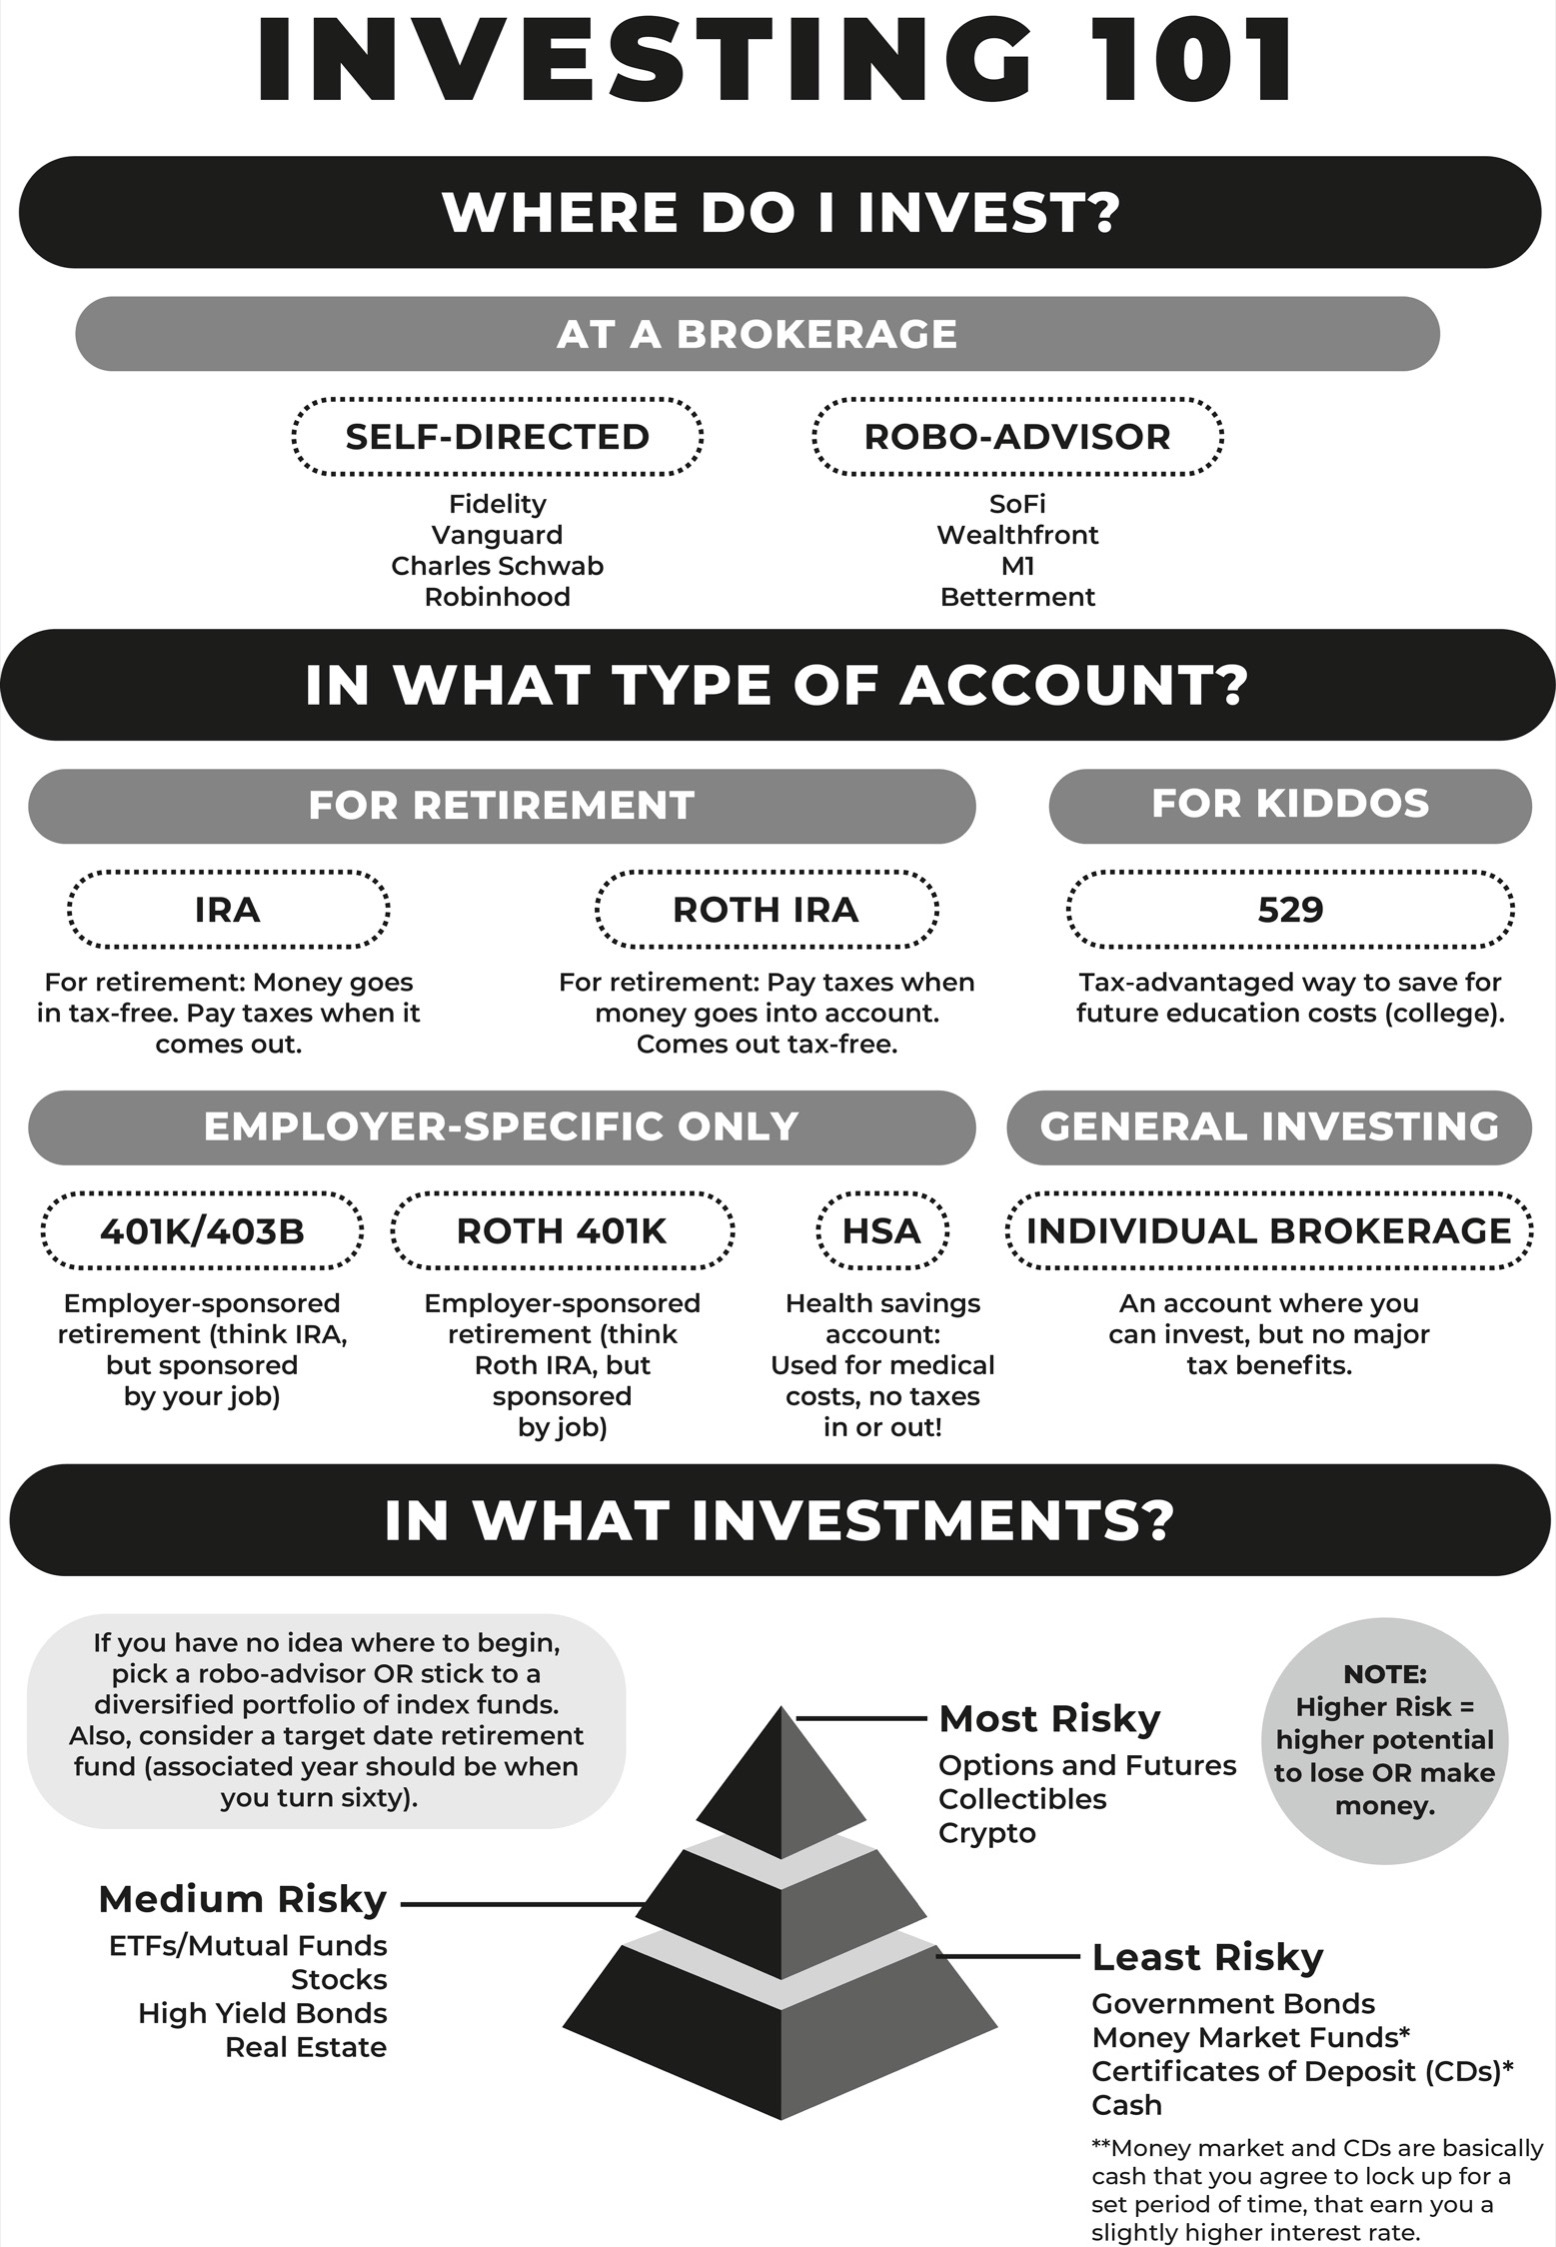 INVESTING 101
WHERE DO I INVEST?
AT A BROKERAGE
SELF-DIRECTED
Fidelity
Vanguard
Charles Schwab
Robinhood
ROBO-ADVISOR
SoFi
Wealthfront
M1
Betterment
IN WHAT TYPE OF ACCOUNT?
FOR RETIREMENT
IRA
For retirement: Money goes
in tax-free. Pay taxes when it
comes out.
ROTH IRA
For retirement: Pay taxes when
money goes into account.
Comes out tax-free.
FOR KIDDOS
529
Tax-advantaged way to save for
future education costs (college).
EMPLOYER-SPECIFIC ONLY
401K/403B
Employer-sponsored
retirement (think IRA,
but sponsored
by your job)
ROTH 401K
Employer-sponsored
retirement (think
Roth IRA, but
sponsored
by job)
HSA
Health savings
account:
Used for medical
costs, no taxes
in or out!
GENERAL INVESTING
INDIVIDUAL BROKERAGE
An account where you
can invest, but no major
tax benefits.
IN WHAT INVESTMENTS?
If you have no idea where to begin,
pick a robo-advisor OR stick to a
diversified portfolio of index funds.
Also, consider a target date retirement
fund (associated year should be when
you turn sixty).
Most Risky
Options and Futures
Collectibles
Crypto
NOTE:
Higher Risk =
higher potential
to lose OR make
money.
Medium Risky
ETFs/Mutual Funds
Stocks
High Yield Bonds
Real Estate
Least Risky
Government Bonds
Money Market Funds*
Certificates of Deposit (CDs)*
Cash
**Money market and CDs are basically
cash that you agree to lock up for a
set period of time, that earn you a
slightly higher interest rate.